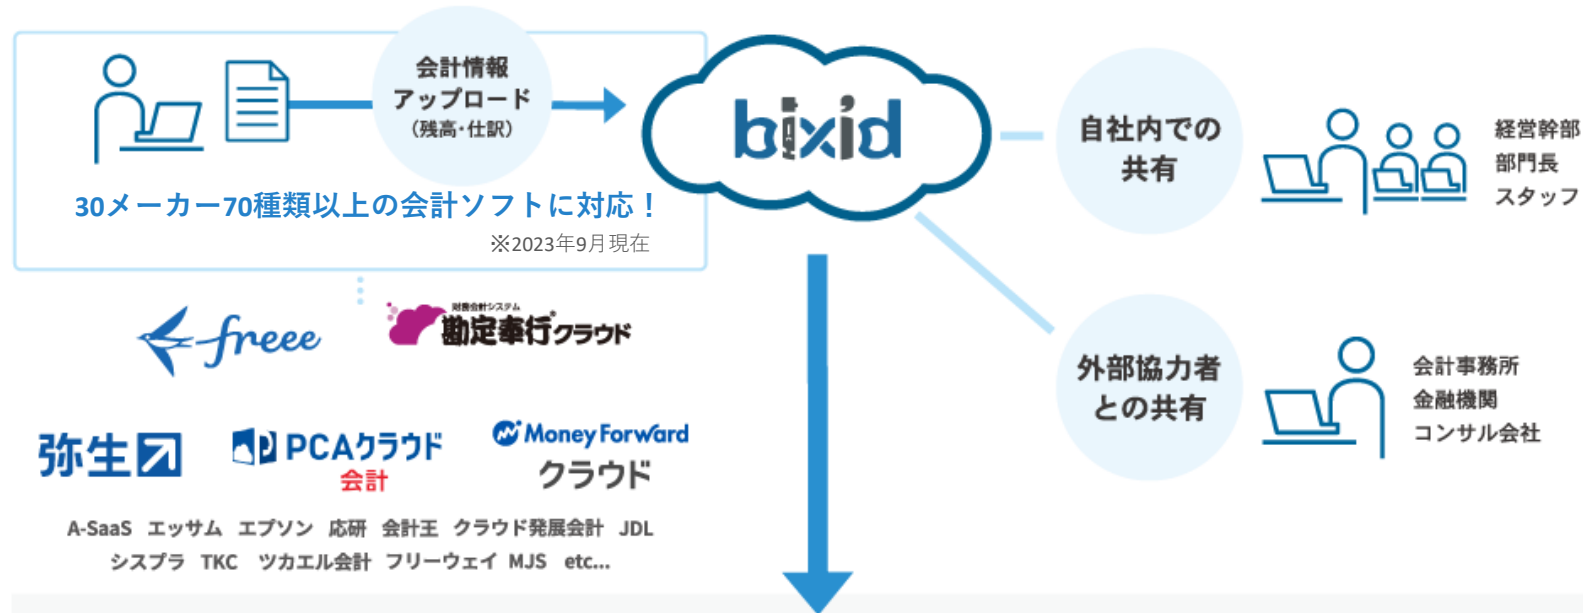 会計情報
アップロード
（残高・仕訳）
30メーカー70種類以上の会計ソフトに対応！
※2023年9月現在
bixid
自社内での
共有
経営幹部
部門長
スタッフ
外部協力者
との共有
会計事務所
金融機関
コンサル会社
freee
財務会計システム
勘定奉行クラウド
弥生
PCAクラウド
会計
Money Forward
クラウド
A-SaaS エッサム エプソン 応研 会計王 クラウド発展会計 JDL
シスプラ TKC ツカエル会計 フリーウェイ MJS etc...